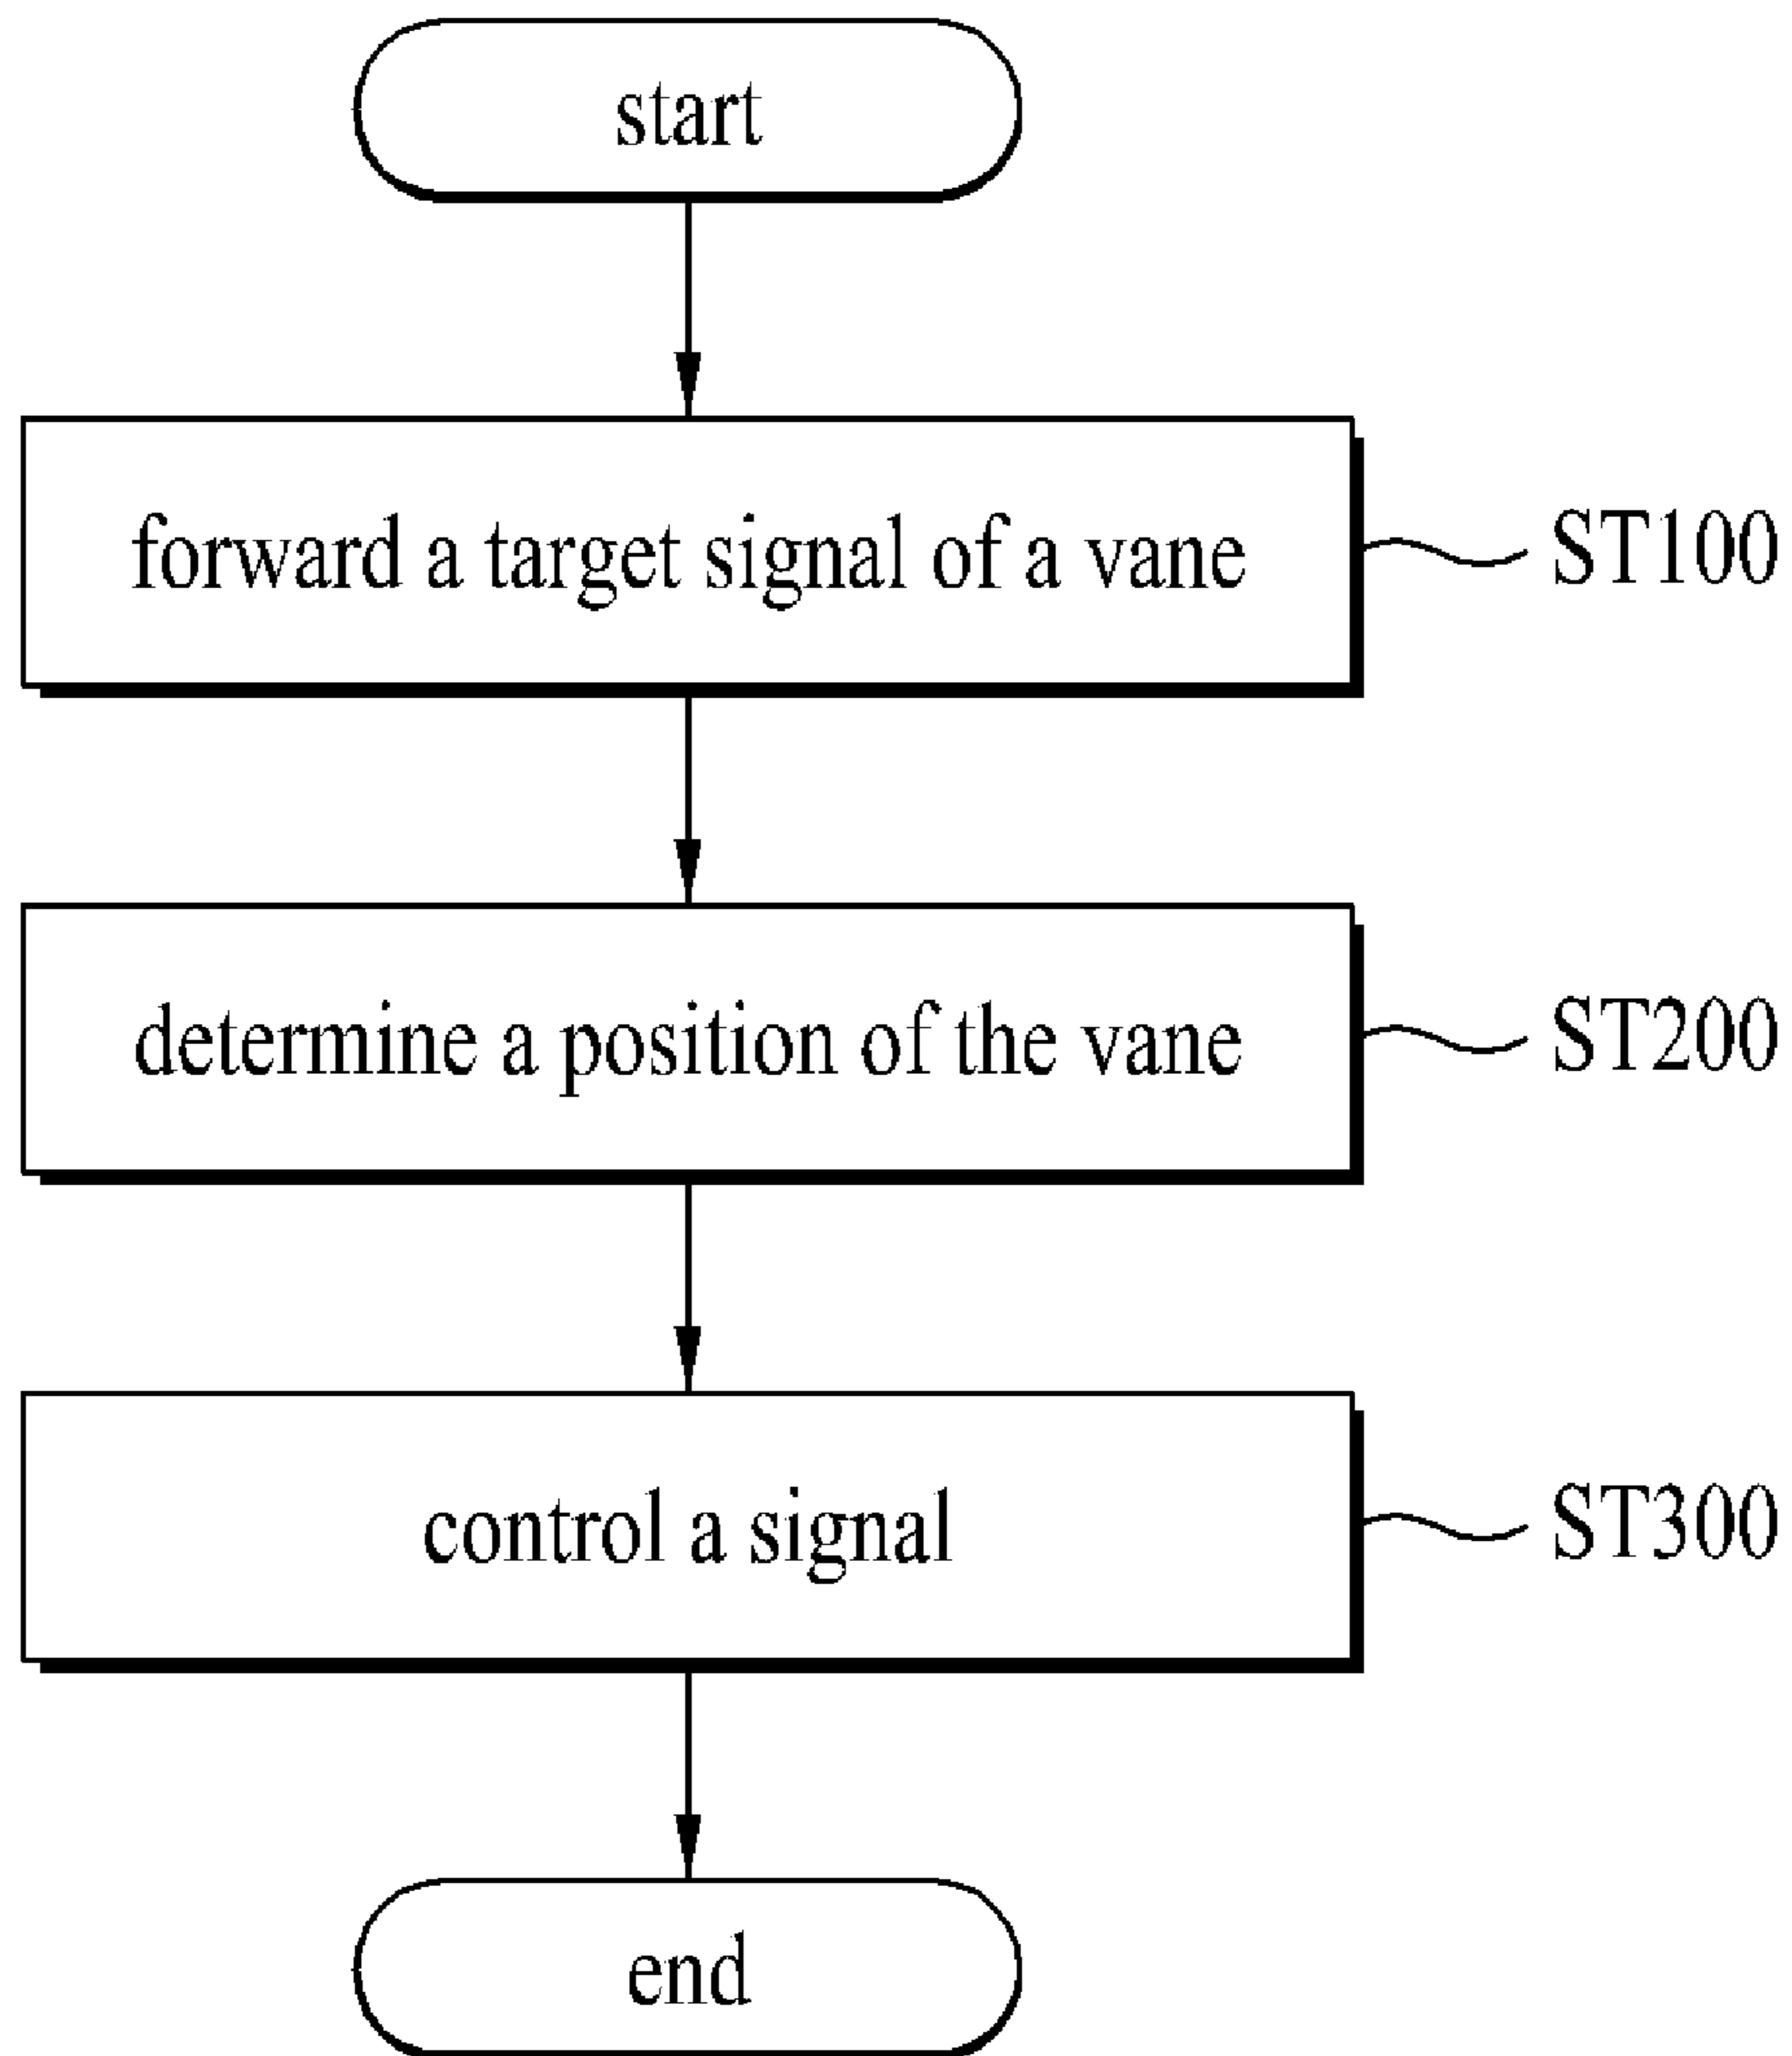 start
forward a target signal of a vane
ST100
determine a position of the vane
ST200
control a signal
ST300
end